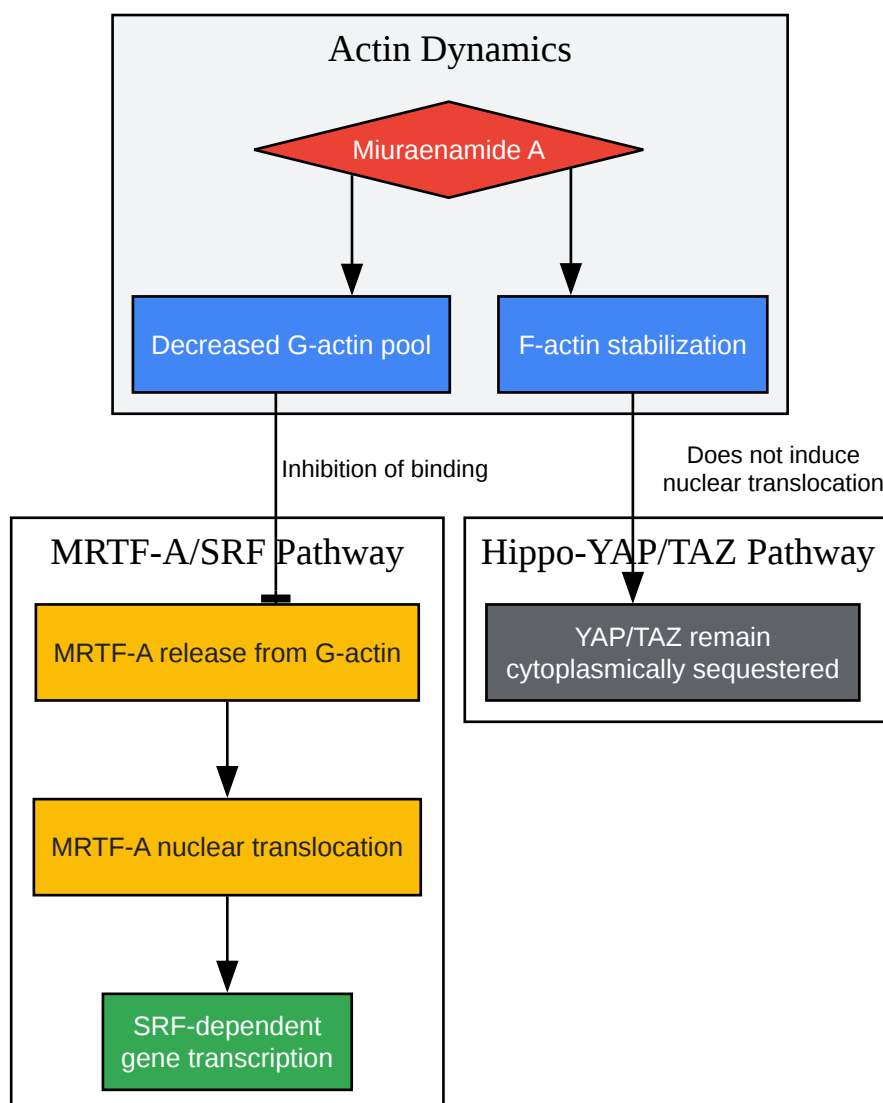 Actin Dynamics
Miuraenamide A
Decreased G-actin pool
F-actin stabilization
Inhibition of binding
Does not induce
nuclear translocation
MRTF-A/SRF Pathway
Hippo-YAP/TAZ Pathway
MRTF-A release from G-actin
YAP/TAZ remain
cytoplasmically sequestered
MRTF-A nuclear translocation
SRF-dependent
gene transcription